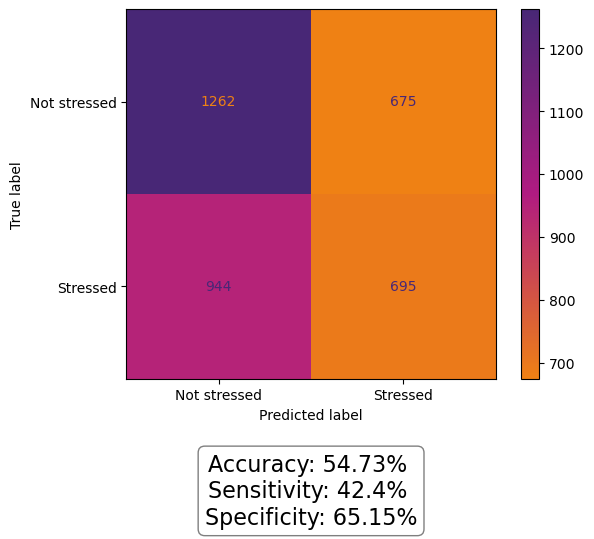 Not stressed
1262
675
Stressed
944
695
True label
Not stressed
Stressed
Predicted label
1200
1100
1000
900
800
700
Accuracy: 54.73%
Sensitivity: 42.4%
Specificity: 65.15%